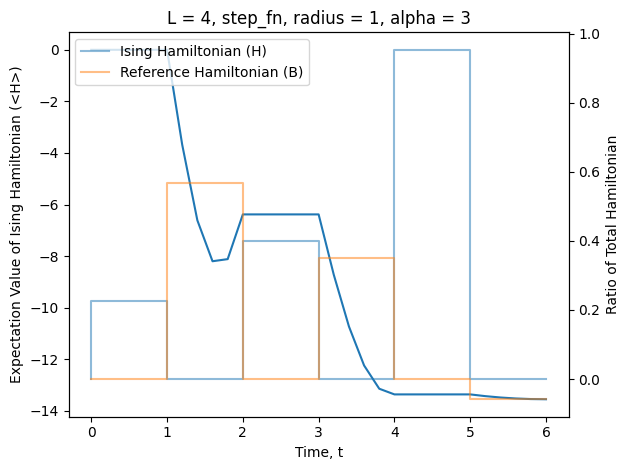 L = 4, step_fn, radius = 1, alpha = 3
Ising Hamiltonian (H)
Reference Hamiltonian (B)
Expectation Value of Ising Hamiltonian (<H>)
0
−2
−4
−6
−8
−10
−12
−14
1.0
0.8
0.6
0.4
0.2
0.0
Ratio of Total Hamiltonian
0 1 2 3 4 5 6
Time, t